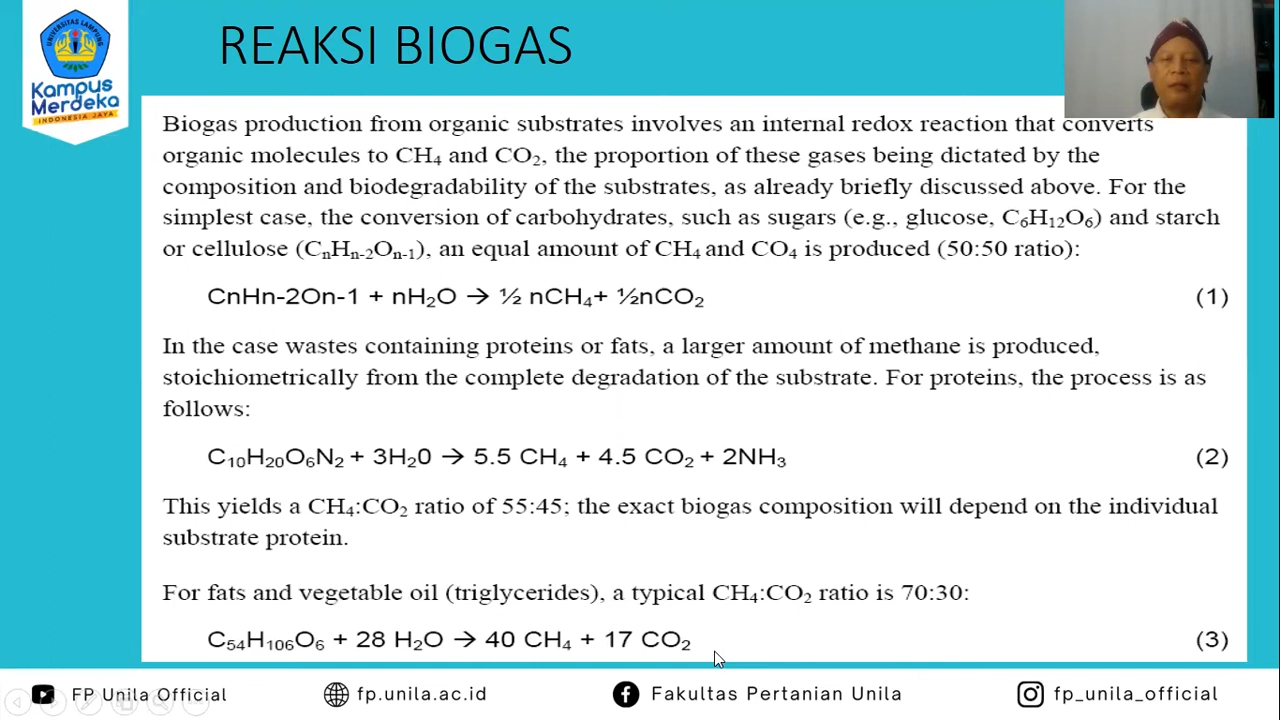 UNIVERSITAS LAMPUNG
Kampus
Merdeka
INDONESIA JAYA
REAKSI BIOGAS
Biogas production from organic substrates involves an internal redox reaction that converts
organic molecules to CH₄ and CO₂, the proportion of these gases being dictated by the
composition and biodegradability of the substrates, as already briefly discussed above. For the
simplest case, the conversion of carbohydrates, such as sugars (e.g., glucose, C₆H₁₂O₆) and starch
or cellulose (CₙHₙ₋₂Oₙ₋₁), an equal amount of CH₄ and CO₄ is produced (50:50 ratio):
CnHn-2On-1 + nH₂O → ½ nCH₄+ ½nCO₂ (1)
In the case wastes containing proteins or fats, a larger amount of methane is produced,
stoichiometrically from the complete degradation of the substrate. For proteins, the process is as
follows:
C₁₀H₂₀O₆N₂ + 3H₂0 → 5.5 CH₄ + 4.5 CO₂ + 2NH₃ (2)
This yields a CH₄:CO₂ ratio of 55:45; the exact biogas composition will depend on the individual
substrate protein.
For fats and vegetable oil (triglycerides), a typical CH₄:CO₂ ratio is 70:30:
C₅₄H₁₀₆O₆ + 28 H₂O → 40 CH₄ + 17 CO₂ (3)
FP Unila Official
fp.unila.ac.id
Fakultas Pertanian Unila
fp_unila_official